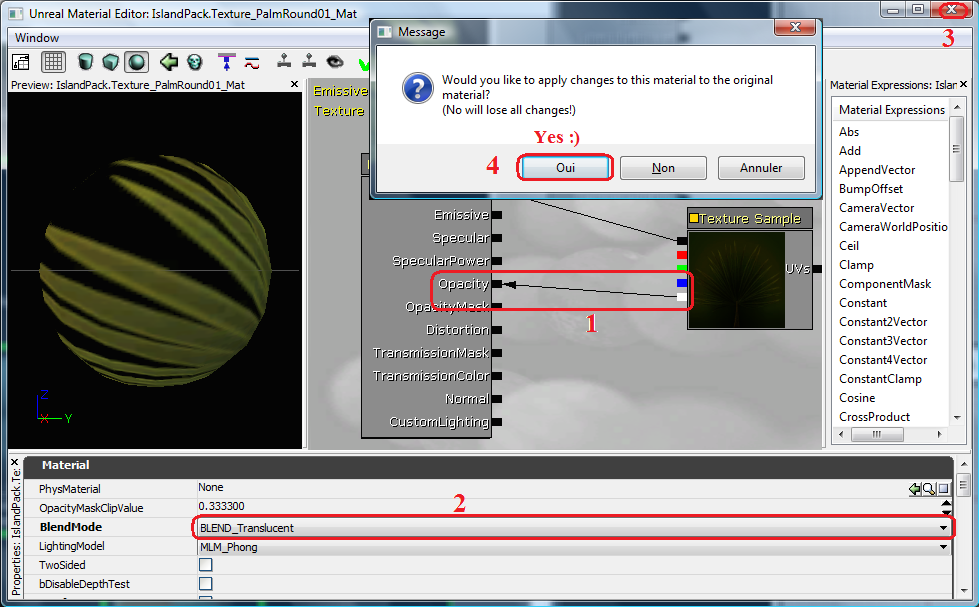 Unreal Material Editor: IslandPack.Texture_PalmRound01_Mat
Window
3
Preview: IslandPack.Texture_PalmRound01_Mat
Z
X
Y
Emissive
Texture
Message
Would you like to apply changes to this material to the original
material?
(No will lose all changes!)
Yes :)
4
Oui
Non
Annuler
Emissive
Specular
SpecularPower
Opacity
OpacityMask
Distortion
TransmissionMask
TransmissionColor
Normal
CustomLighting
1
Texture Sample
UVs
Material Expressions: Islan
Material Expressions
Abs
Add
AppendVector
BumpOffset
CameraVector
CameraWorldPositio
Ceil
Clamp
ComponentMask
Constant
Constant2Vector
Constant3Vector
Constant4Vector
ConstantClamp
Cosine
CrossProduct
Properties: IslandPack.Te:
Material
PhysMaterial None
OpacityMaskClipValue 0.333300
2
BlendMode BLEND_Translucent
LightingModel MLM_Phong
TwoSided
bDisableDepthTest